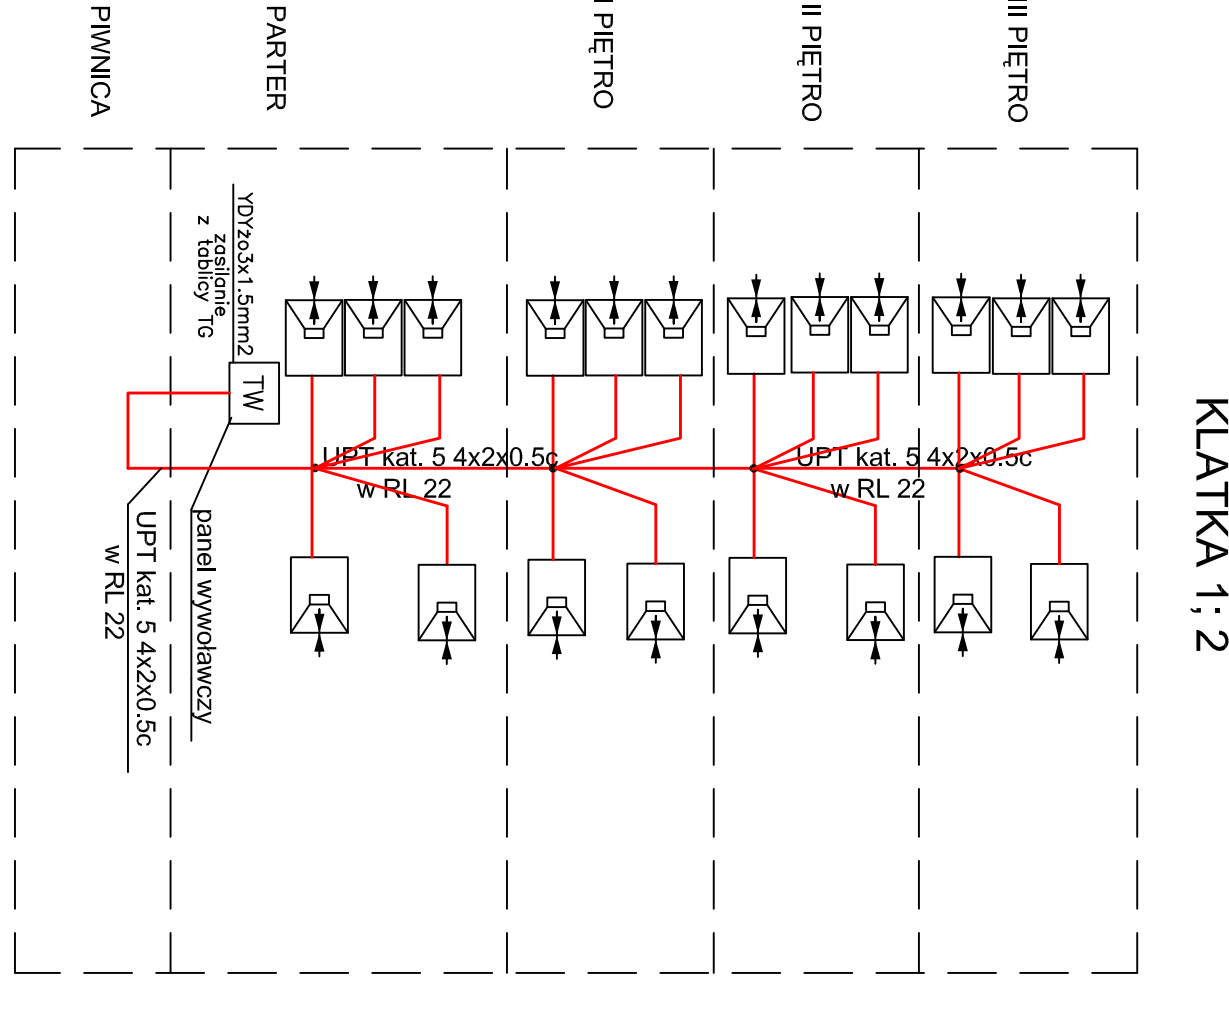 KLATKA 1; 2
III PIĘTRO
II PIĘTRO
I PIĘTRO
PARTER
PIWNICA
YDYżo3x1.5mm2
zasilanie
z tablicy TG
TW
UPT kat. 5 4x2x0.5c
w RL 22
UPT kat. 5 4x2x0.5c
w RL 22
panel wywoławczy
UPT kat. 5 4x2x0.5c
w RL 22